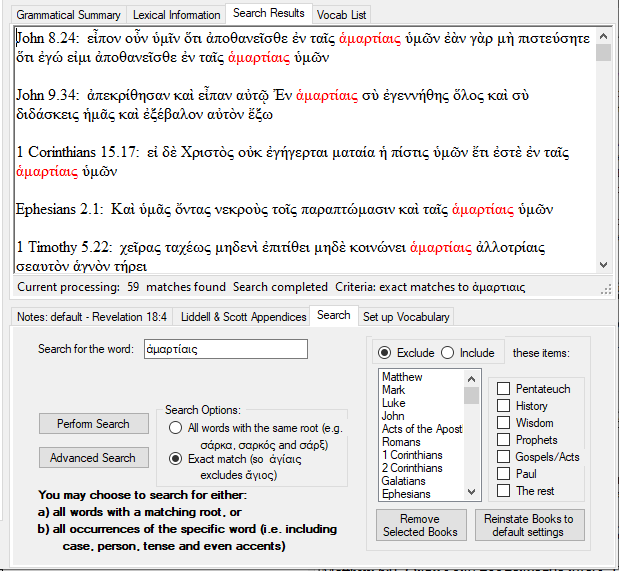 Grammatical Summary Lexical Information Search Results Vocab List
John 8.24: εἶπον οὖν ὑμῖν ὅτι ἀποθανεῖσθε ἐν ταῖς ἁμαρτίαις ὑμῶν ἐὰν γὰρ μὴ πιστεύσητε
ὅτι ἐγώ εἰμι ἀποθανεῖσθε ἐν ταῖς ἁμαρτίαις ὑμῶν
John 9.34: ἀπεκρίθησαν καὶ εἶπαν αὐτῷ Ἐν ἁμαρτίαις σὺ ἐγεννήθης ὅλος καὶ σὺ
διδάσκεις ἡμᾶς καὶ ἐξέβαλον αὐτὸν ἔξω
1 Corinthians 15.17: εἰ δὲ Χριστὸς οὐκ ἐγήγερται ματαία ἡ πίστις ὑμῶν ἔτι ἐστὲ ἐν ταῖς
ἁμαρτίαις ὑμῶν
Ephesians 2.1: Καὶ ὑμᾶς ὄντας νεκροὺς τοῖς παραπτώμασιν καὶ ταῖς ἁμαρτίαις ὑμῶν
1 Timothy 5.22: χεῖρας ταχέως μηδενὶ ἐπιτίθει μηδὲ κοινώνει ἁμαρτίαις ἀλλοτρίαις
σεαυτὸν ἁγνὸν τήρει
Current processing: 59 matches found Search completed Criteria: exact matches to ἁμαρτιαις
Notes: default - Revelation 18:4 Liddell & Scott Appendices Search Set up Vocabulary
Search for the word: ἁμαρτίαις
Perform Search
Advanced Search
Search Options:
All words with the same root (e.g.
σάρκα, σαρκός and σάρξ)
Exact match (so ἁγίαις
excludes ἅγιος)
You may choose to search for either:
a) all words with a matching root, or
b) all occurrences of the specific word (i.e. including
case, person, tense and even accents)
Exclude Include these items:
Matthew
Mark
Luke
John
Acts of the Apost
Romans
1 Corinthians
2 Corinthians
Galatians
Ephesians
Pentateuch
History
Wisdom
Prophets
Gospels/Acts
Paul
The rest
Remove
Selected Books
Reinstate Books to
default settings